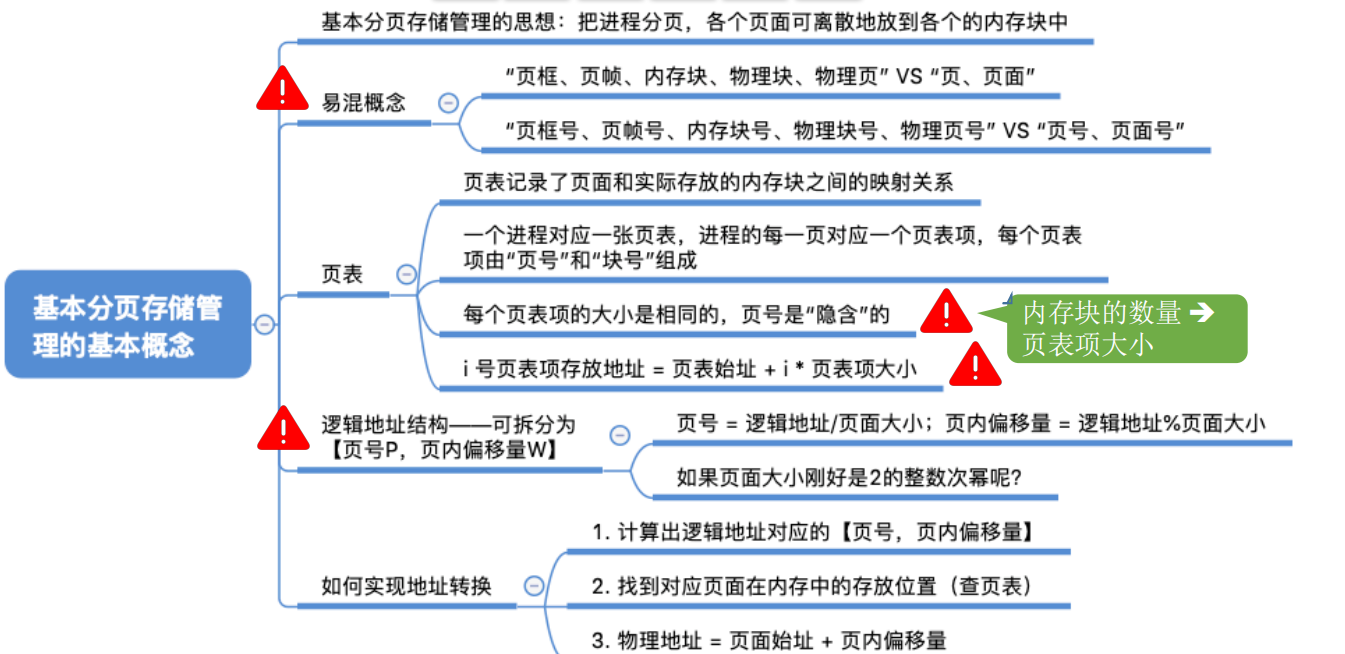 基本分页存储管理的思想：把进程分页，各个页面可离散地放到各个的内存块中
易混概念
“页框、页帧、内存块、物理块、物理页” VS “页、页面”
“页框号、页帧号、内存块号、物理块号、物理页号” VS “页号、页面号”
页表记录了页面和实际存放的内存块之间的映射关系
一个进程对应一张页表，进程的每一页对应一个页表项，每个页表
项由“页号”和“块号”组成
页表
每个页表项的大小是相同的，页号是“隐含”的
内存块的数量 ➔
页表项大小
i 号页表项存放地址 = 页表始址 + i * 页表项大小
基本分页存储管
理的基本概念
逻辑地址结构——可拆分为
【页号P，页内偏移量W】
页号 = 逻辑地址/页面大小；页内偏移量 = 逻辑地址%页面大小
如果页面大小刚好是2的整数次幂呢？
如何实现地址转换
1. 计算出逻辑地址对应的【页号，页内偏移量】
2. 找到对应页面在内存中的存放位置（查页表）
3. 物理地址 = 页面始址 + 页内偏移量